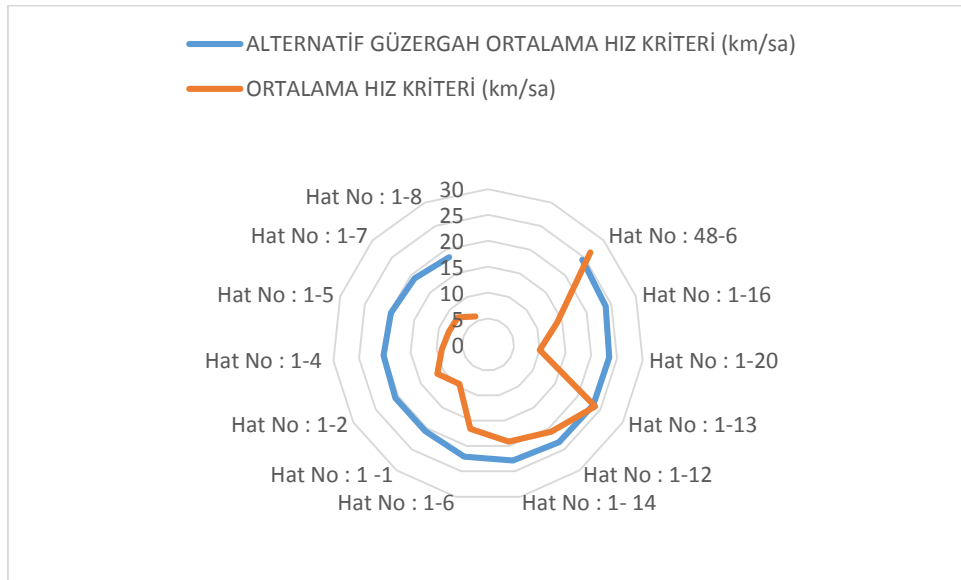 ALTERNATİF GÜZERGAH ORTALAMA HIZ KRİTERİ (km/sa)
ORTALAMA HIZ KRİTERİ (km/sa)
30
25
20
15
10
5
0
Hat No : 48-6
Hat No : 1-16
Hat No : 1-20
Hat No : 1-13
Hat No : 1-12
Hat No : 1- 14
Hat No : 1-6
Hat No : 1 -1
Hat No : 1-2
Hat No : 1-4
Hat No : 1-5
Hat No : 1-7
Hat No : 1-8